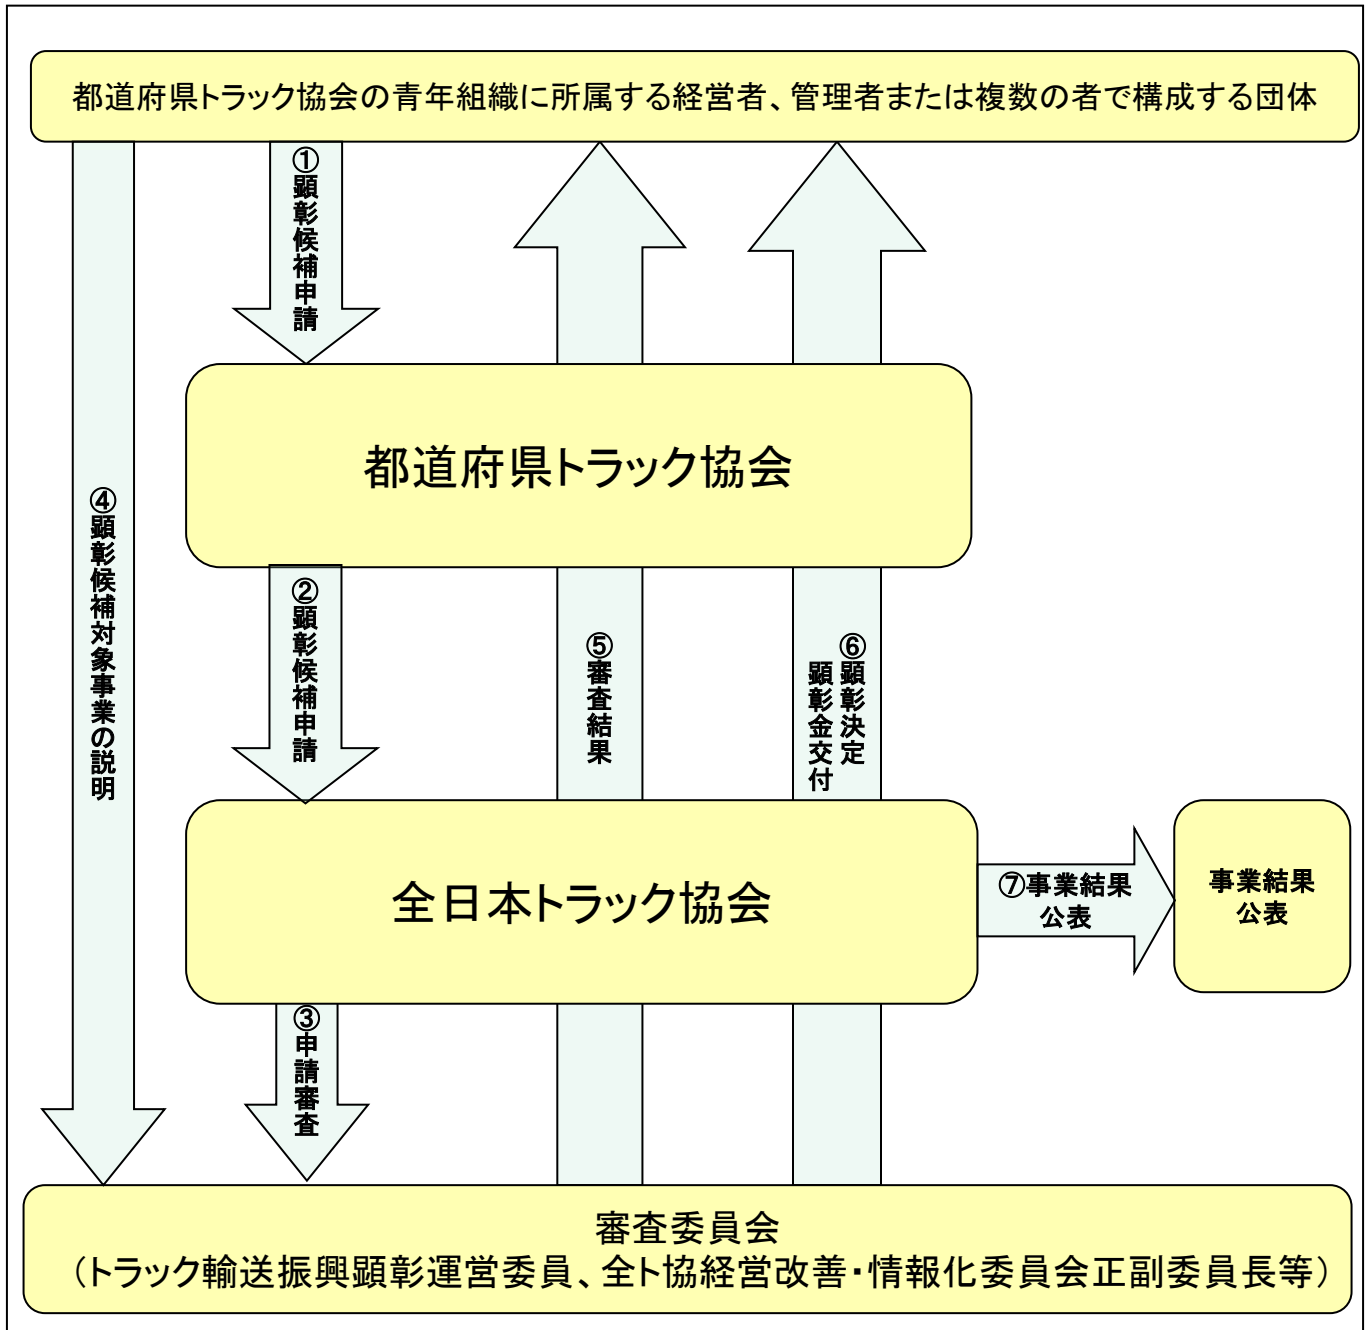 都道府県トラック協会の青年組織に所属する経営者、管理者または複数の者で構成する団体
①顕彰候補申請
都道府県トラック協会
④顕彰候補対象事業の説明
②顕彰候補申請
⑤審査結果
⑥顕彰決定
顕彰金交付
全日本トラック協会
⑦事業結果
公表
事業結果
公表
③申請審査
審査委員会
（トラック輸送振興顕彰運営委員、全ト協経営改善・情報化委員会正副委員長等）